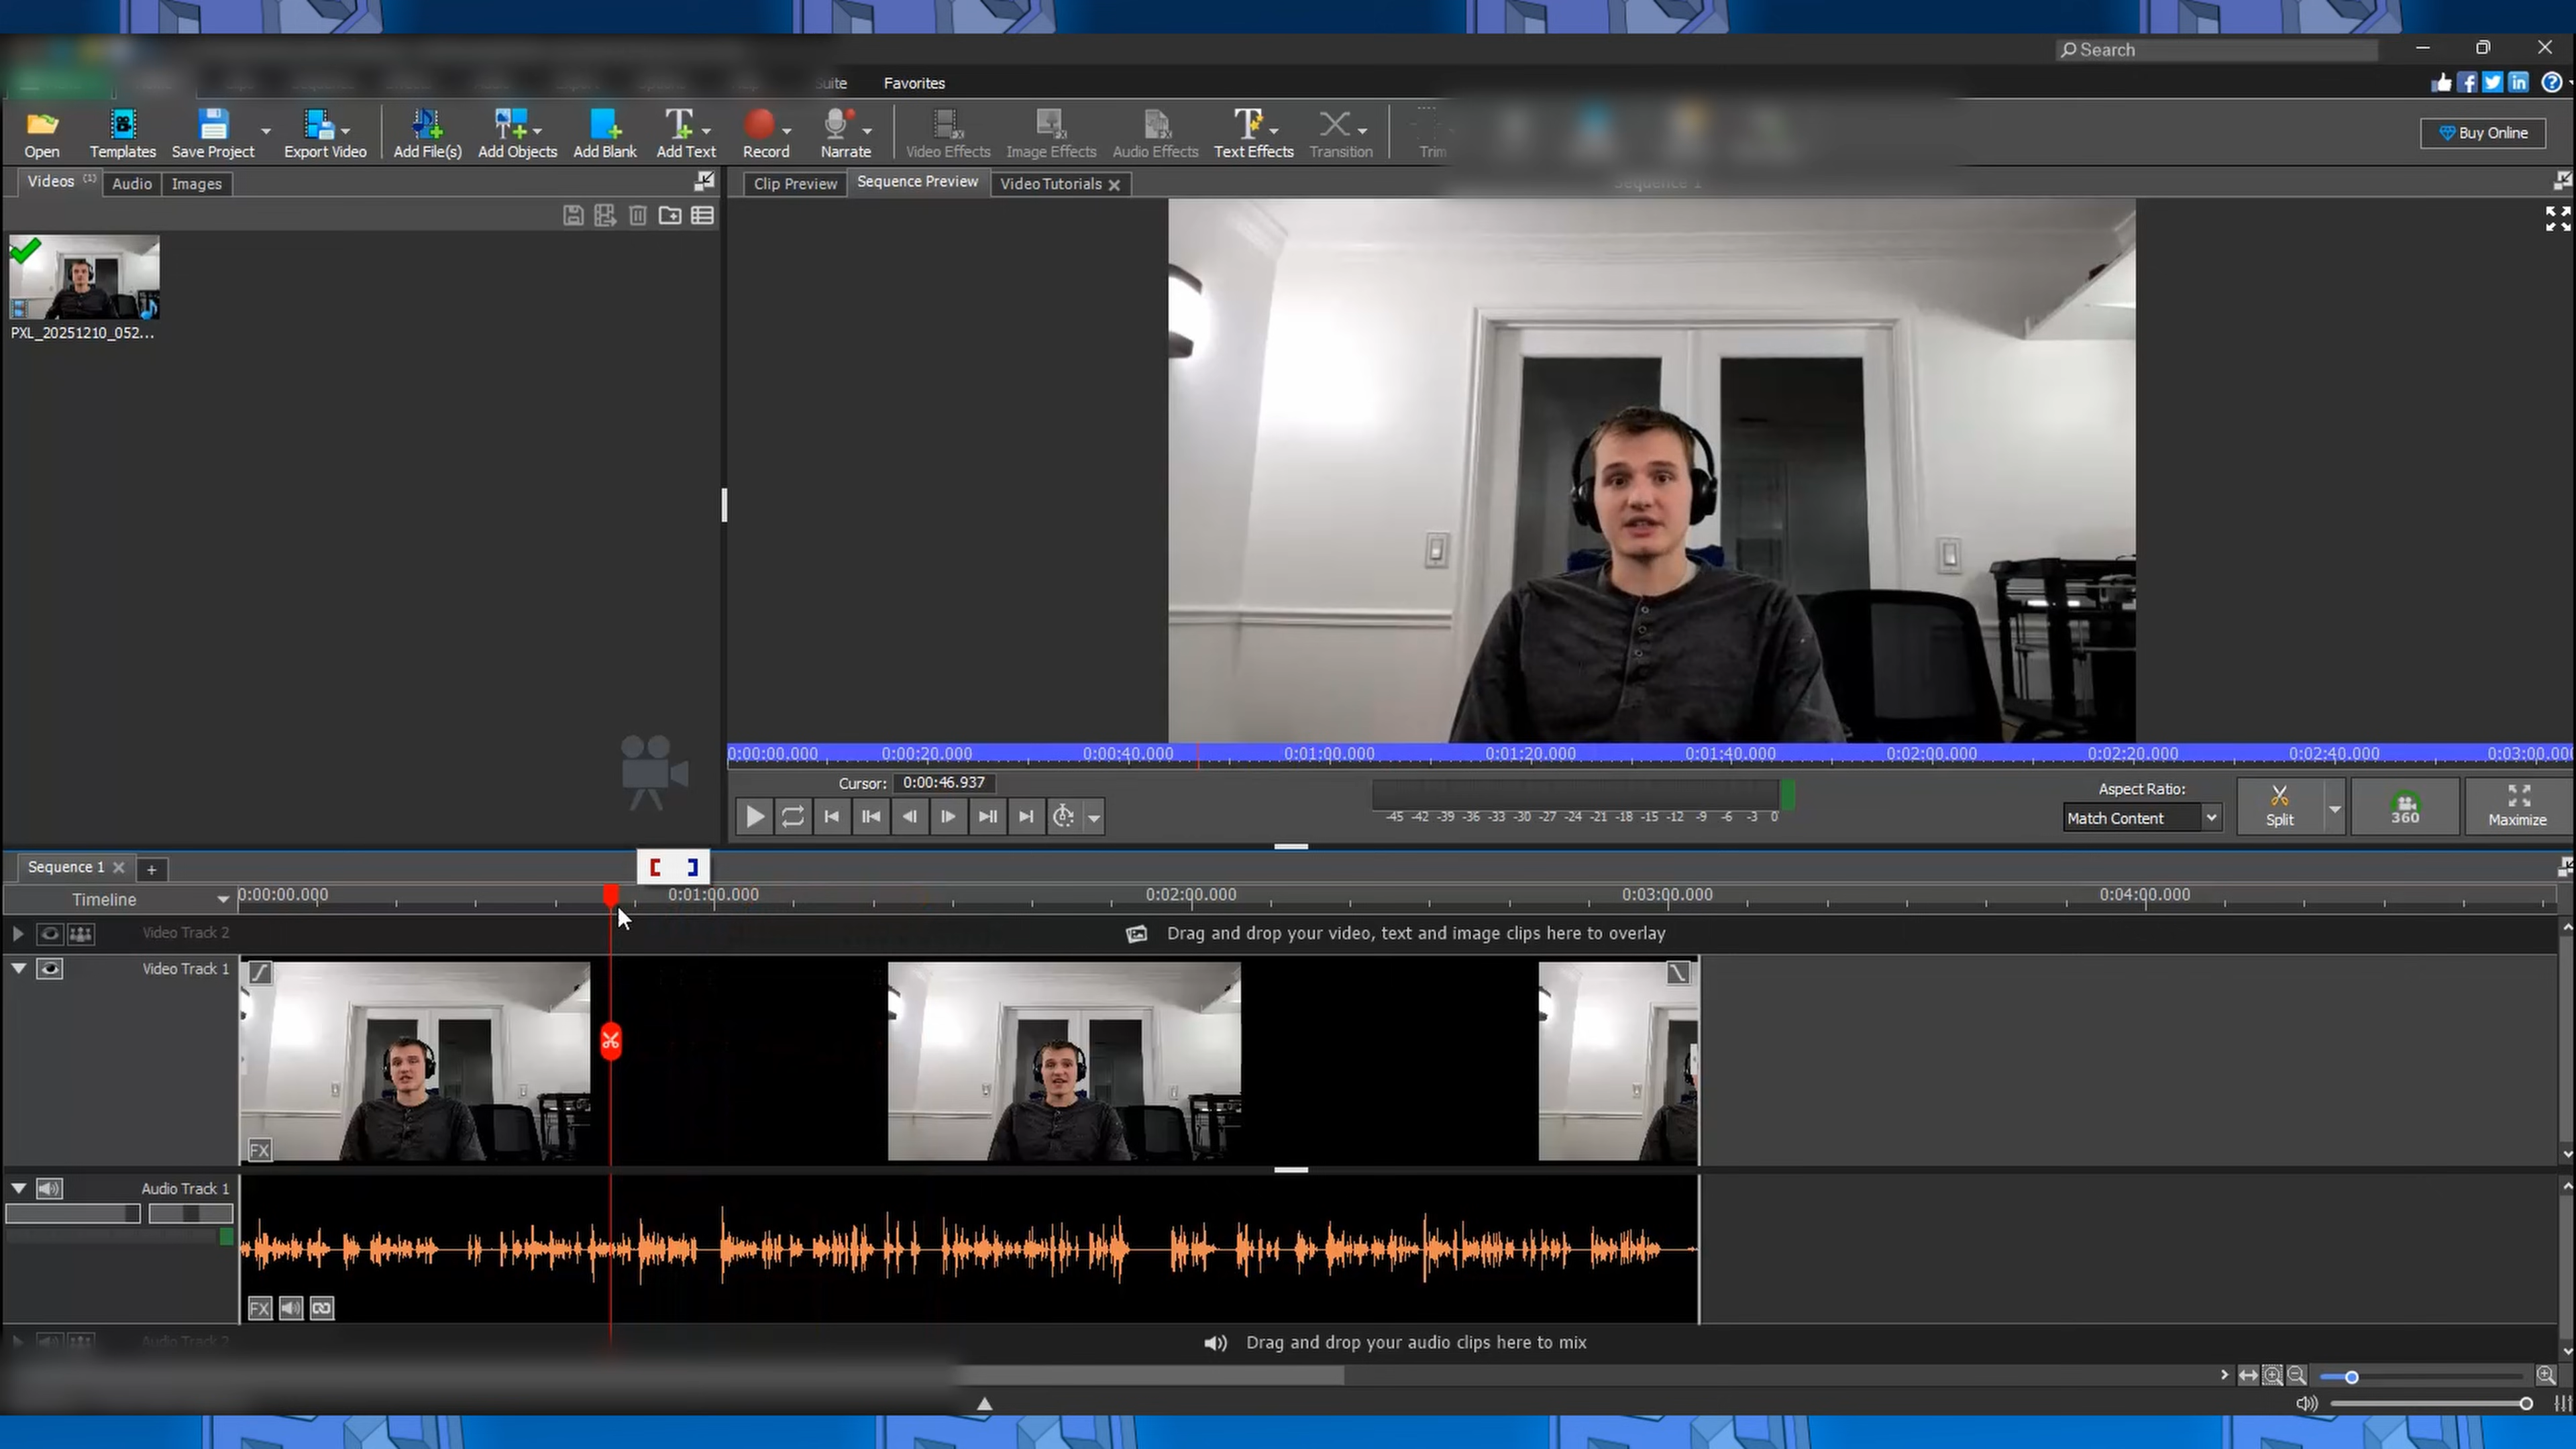 Search
Suite Favorites
Open Templates Save Project Export Video Add File(s) Add Objects Add Blank Add Text Record Narrate Video Effects Image Effects Audio Effects Text Effects Transition Trim Buy Online
Videos (1) Audio Images
Clip Preview Sequence Preview Video Tutorials Sequence 1
PXL_20251210_052...
0:00:00.000 0:00:20.000 0:00:40.000 0:01:00.000 0:01:20.000 0:01:40.000 0:02:00.000 0:02:20.000 0:02:40.000 0:03:00.00
Cursor: 0:00:46.937
-45 -42 -39 -36 -33 -30 -27 -24 -21 -18 -15 -12 -9 -6 -3 0
Aspect Ratio:
Match Content
Split
360
Maximize
Sequence 1
Timeline 0:00:00.000 0:01:00.000 0:02:00.000 0:03:00.000 0:04:00.000
Video Track 2 Drag and drop your video, text and image clips here to overlay
Video Track 1
FX
Audio Track 1
FX
Audio Track 2 Drag and drop your audio clips here to mix